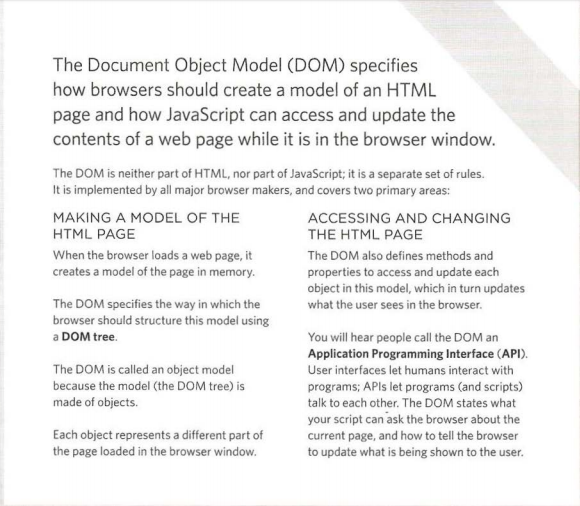 The Document Object Model (DOM) specifies
how browsers should create a model of an HTML
page and how JavaScript can access and update the
contents of a web page while it is in the browser window.
The DOM is neither part of HTML, nor part of JavaScript; it is a separate set of rules.
It is implemented by all major browser makers, and covers two primary areas:
MAKING A MODEL OF THE
HTML PAGE
When the browser loads a web page, it
creates a model of the page in memory.
The DOM specifies the way in which the
browser should structure this model using
a DOM tree.
The DOM is called an object model
because the model (the DOM tree) is
made of objects.
Each object represents a different part of
the page loaded in the browser window.
ACCESSING AND CHANGING
THE HTML PAGE
The DOM also defines methods and
properties to access and update each
object in this model, which in turn updates
what the user sees in the browser.
You will hear people call the DOM an
Application Programming Interface (API).
User interfaces let humans interact with
programs; APIs let programs (and scripts)
talk to each other. The DOM states what
your script can ask the browser about the
current page, and how to tell the browser
to update what is being shown to the user.